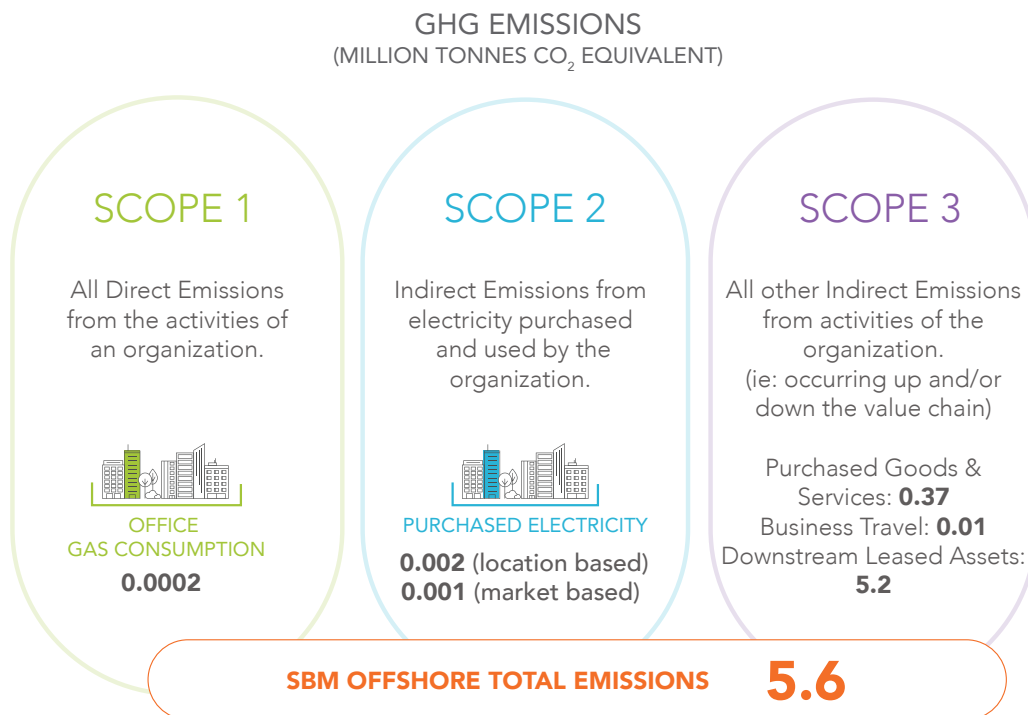 GHG EMISSIONS
(MILLION TONNES CO₂ EQUIVALENT)
SCOPE 1
All Direct Emissions
from the activities of
an organization.
OFFICE
GAS CONSUMPTION
0.0002
SCOPE 2
Indirect Emissions from
electricity purchased
and used by the
organization.
PURCHASED ELECTRICITY
0.002 (location based)
0.001 (market based)
SCOPE 3
All other Indirect Emissions
from activities of the
organization.
(ie: occurring up and/or
down the value chain)
Purchased Goods &
Services: 0.37
Business Travel: 0.01
Downstream Leased Assets:
5.2
SBM OFFSHORE TOTAL EMISSIONS 5.6